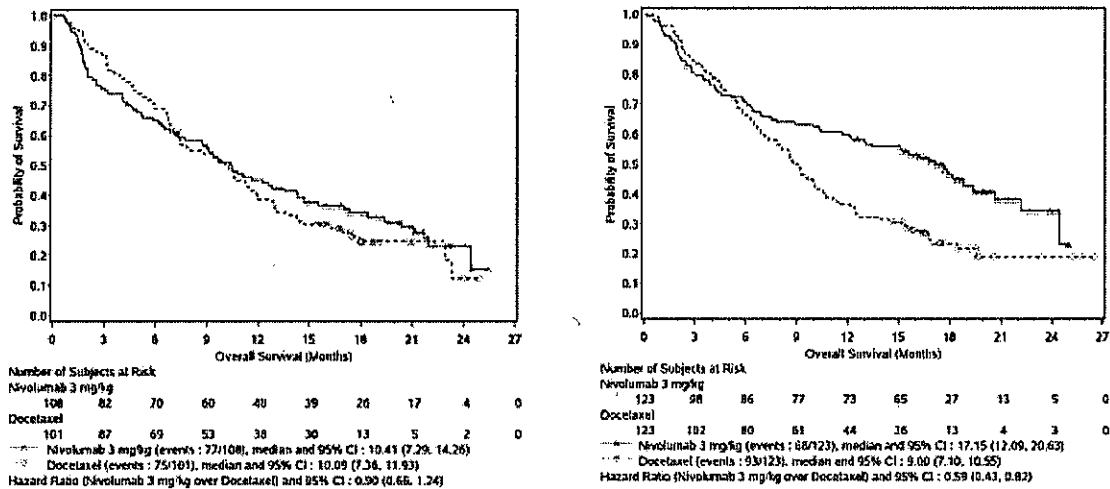 1.0
0.9
0.8
0.7
0.6
0.5
0.4
0.3
0.2
0.1
0.0
Probability of Survival
0 3 6 9 12 15 18 21 24 27
Overall Survival (Months)
Number of Subjects at Risk
Nivolumab 3 mg/kg
108 82 70 60 39 17 4 0
Docetaxel
101 87 69 53 38 30 13 5 2 0
Nivolumab 3 mg/kg (events : 77/108), median and 95% CI : 10.41 (7.29, 14.26)
Docetaxel (events : 75/101), median and 95% CI : 10.09 (7.36, 11.93)
Hazard Ratio (Nivolumab 3 mg/kg over Docetaxel) and 95% CI : 0.90 (0.66, 1.24)
1.0
0.9
0.8
0.7
0.6
0.5
0.4
0.3
0.2
0.1
0.0
Probability of Survival
0 3 6 9 12 15 18 21 24 27
Overall Survival (Months)
Number of Subjects at Risk
Nivolumab 3 mg/kg
123 98 86 77 73 65 27 13 5 0
Docetaxel
123 102 80 44 13 4 3 0
Nivolumab 3 mg/kg (events : 68/123), median and 95% CI : 17.15 (12.09, 20.63)
Docetaxel (events : 93/123), median and 95% CI : 9.00 (7.10, 10.55)
Hazard Ratio (Nivolumab 3 mg/kg over Docetaxel) and 95% CI : 0.59 (0.43, 0.82)